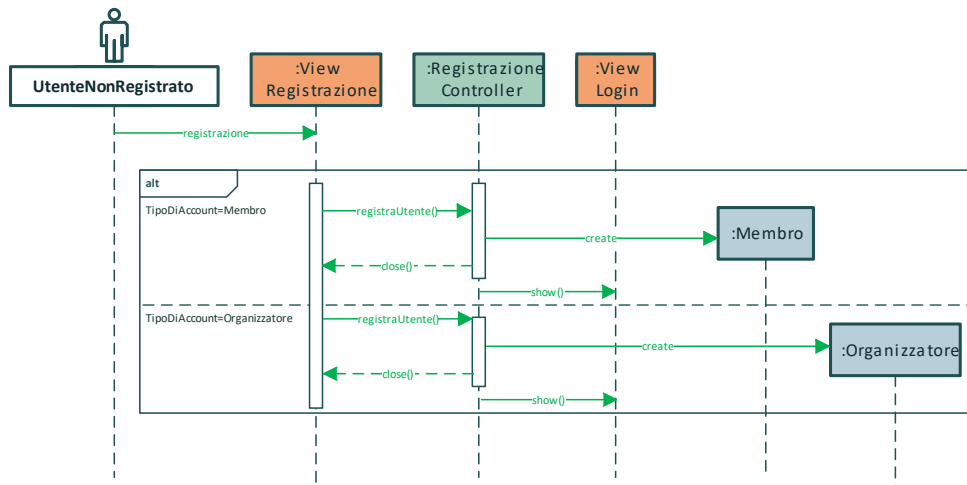 UtenteNonRegistrato
:View
Registrazione
:Registrazione
Controller
:View
Login
registrazione
alt
TipoDiAccount=Membro
registraUtente()
create
:Membro
close()
show()
TipoDiAccount=Organizzatore
registraUtente()
create
:Organizzatore
close()
show()